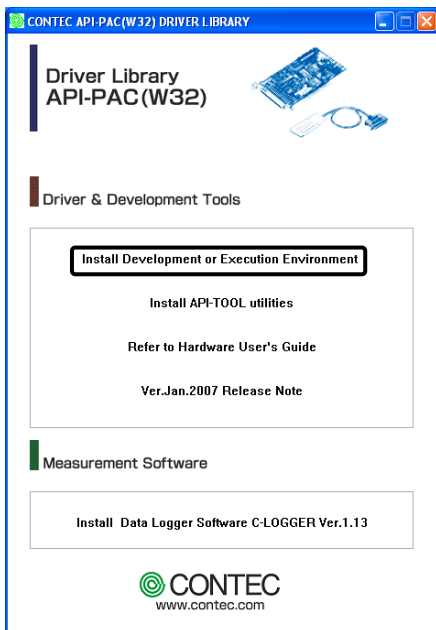 CONTEC API-PAC(W32) DRIVER LIBRARY
Driver Library
API-PAC(W32)
Driver & Development Tools
Install Development or Execution Environment
Install API-TOOL utilities
Refer to Hardware User's Guide
Ver.Jan.2007 Release Note
Measurement Software
Install Data Logger Software C-LOGGER Ver.1.13
CONTEC
www.contec.com